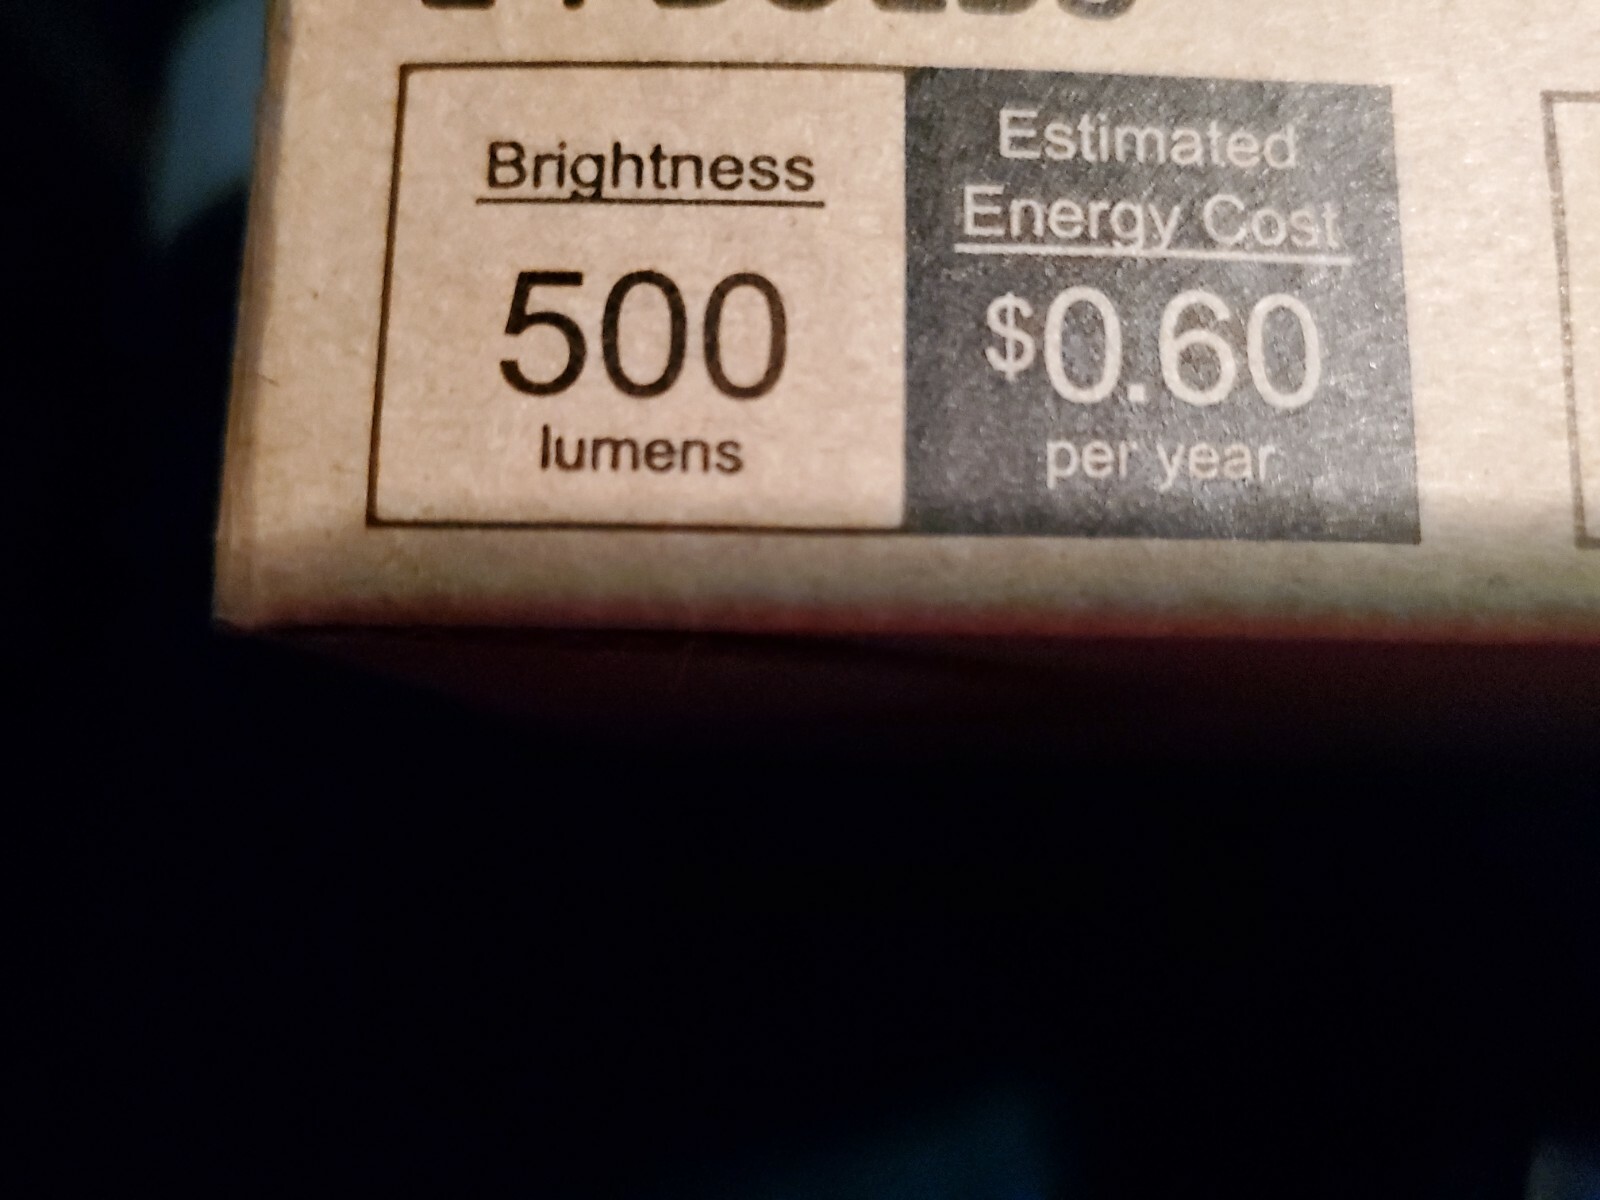 Brightness
500
lumens
Estimated
Energy Cost
$0.60
per year